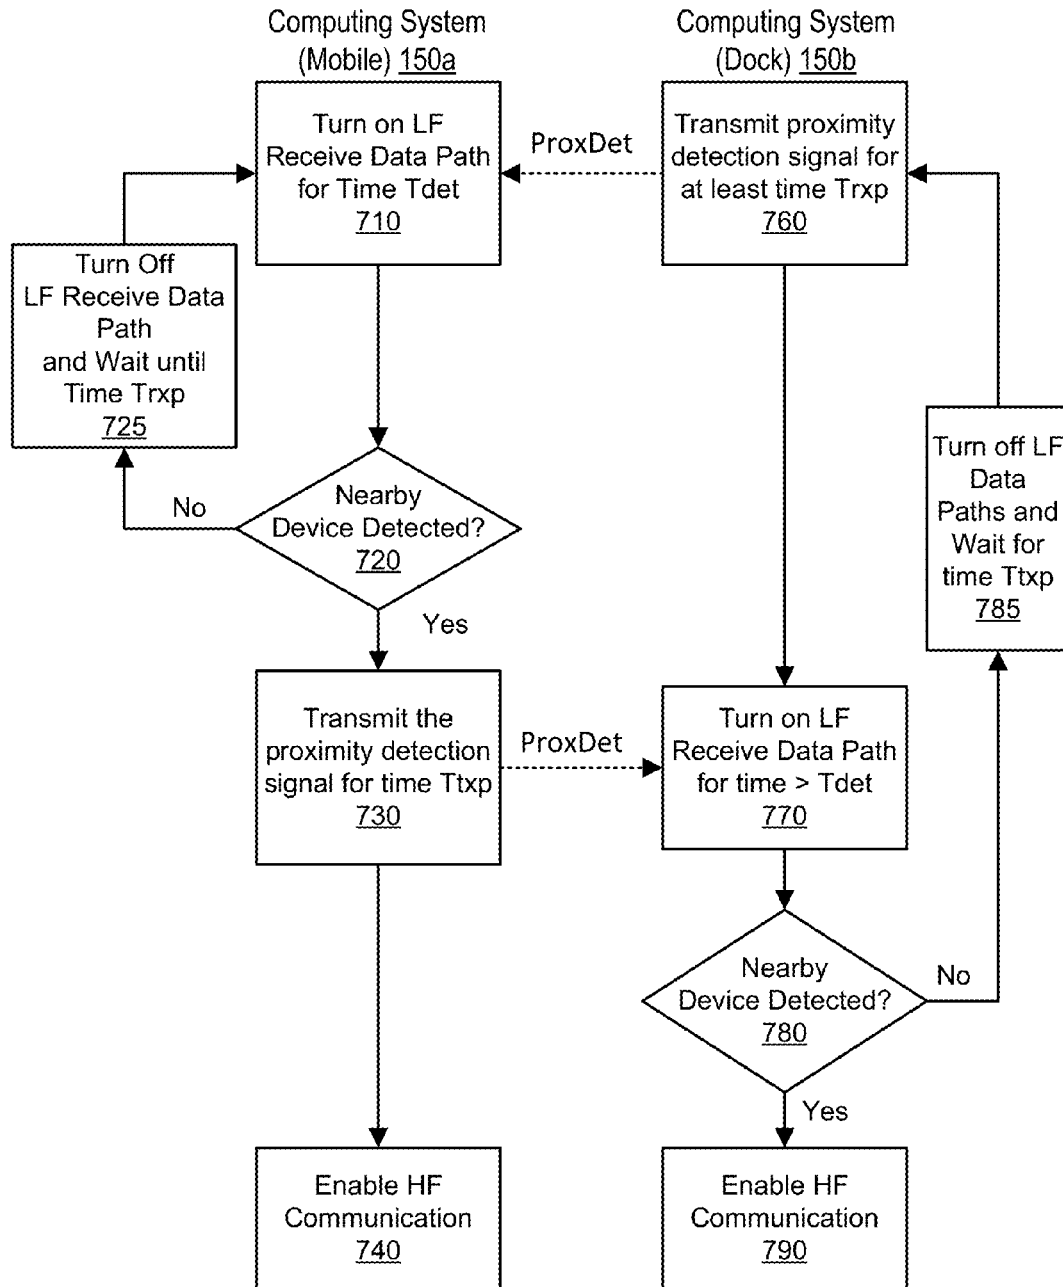 Computing System
(Mobile) 150a
Computing System
(Dock) 150b
Turn on LF
Receive Data Path
for Time Tdet
710
ProxDet
Transmit proximity
detection signal for
at least time Trxp
760
Turn Off
LF Receive Data
Path
and Wait until
Time Trxp
725
Nearby
Device Detected?
720
No
Yes
Turn off LF
Data
Paths and
Wait for
time Ttxp
785
Transmit the
proximity detection
signal for time Ttxp
730
ProxDet
Turn on LF
Receive Data Path
for time > Tdet
770
Nearby
Device Detected?
780
No
Yes
Enable HF
Communication
740
Enable HF
Communication
790